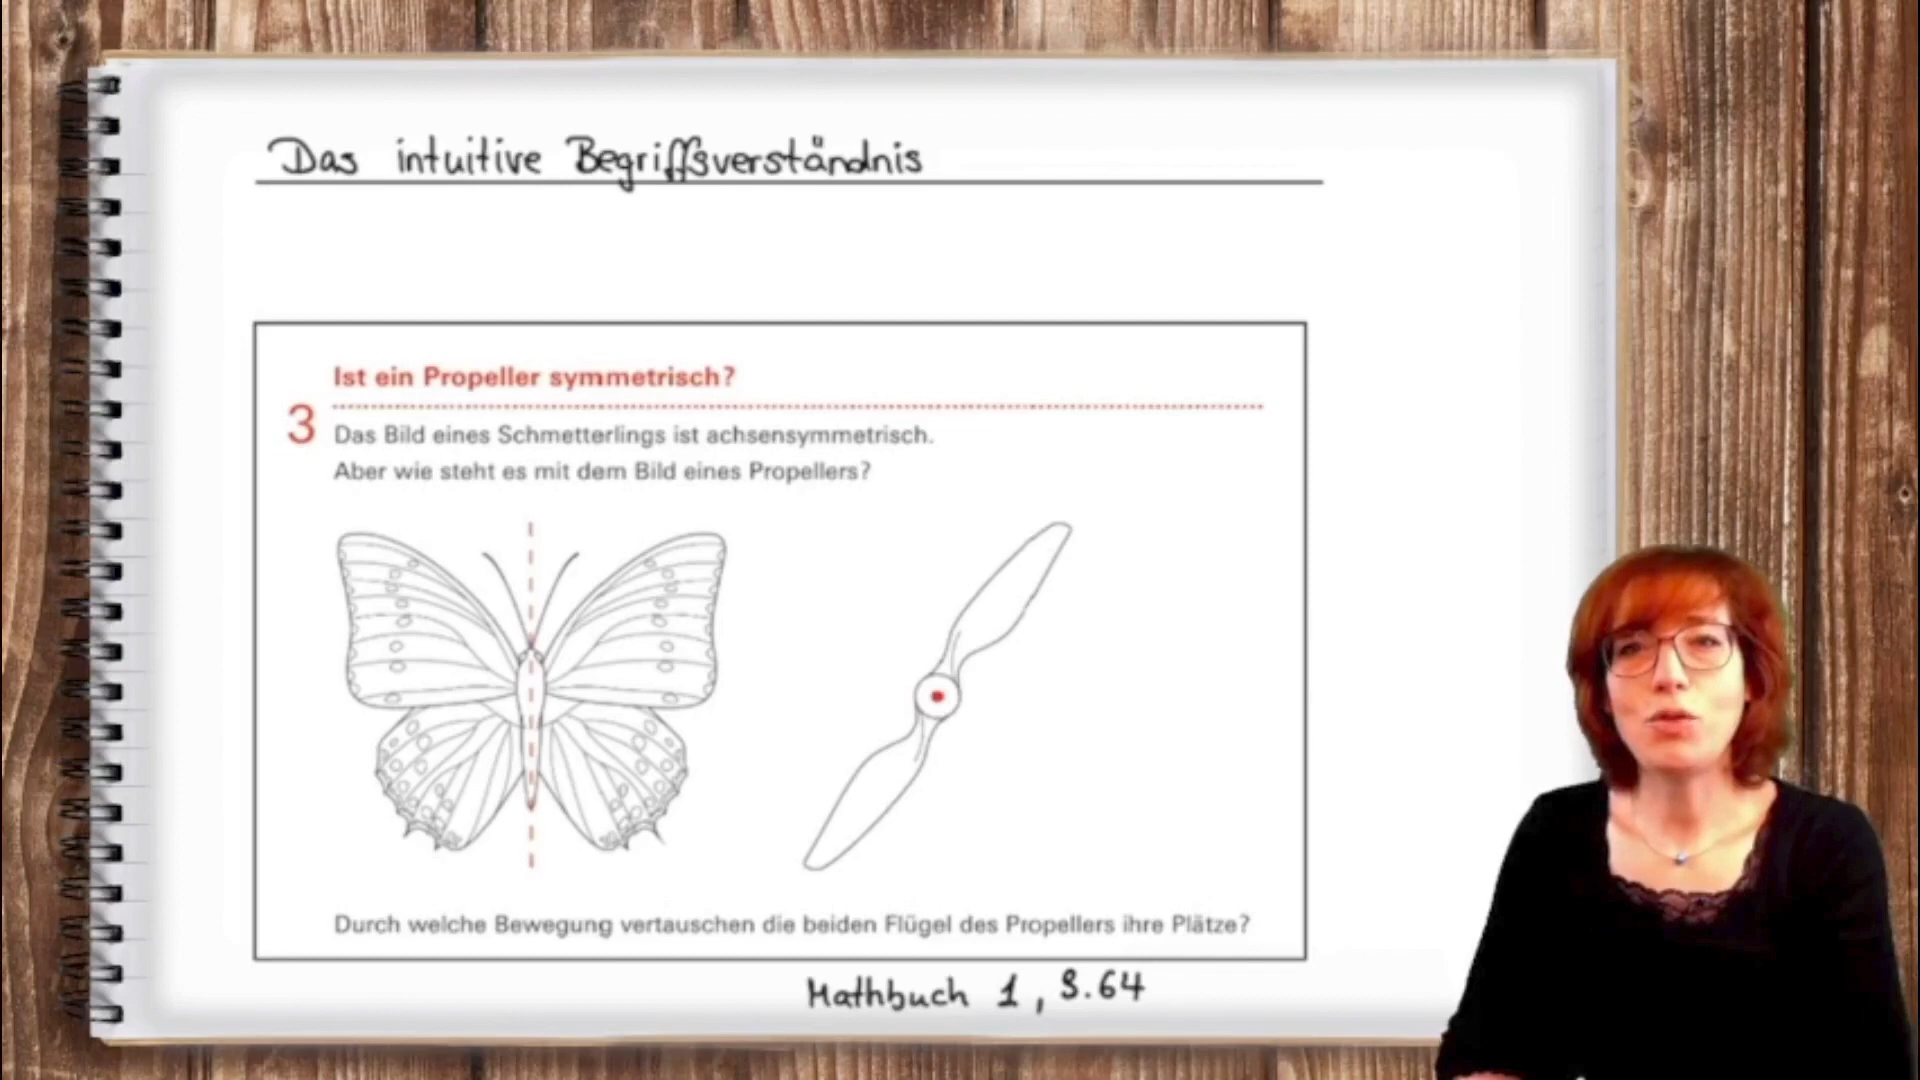 Das intuitive Begriffsverständnis
Ist ein Propeller symmetrisch?
3
Das Bild eines Schmetterlings ist achsensymmetrisch.
Aber wie steht es mit dem Bild eines Propellers?
Durch welche Bewegung vertauschen die beiden Flügel des Propellers ihre Plätze?
Mathbuch 1, S.64